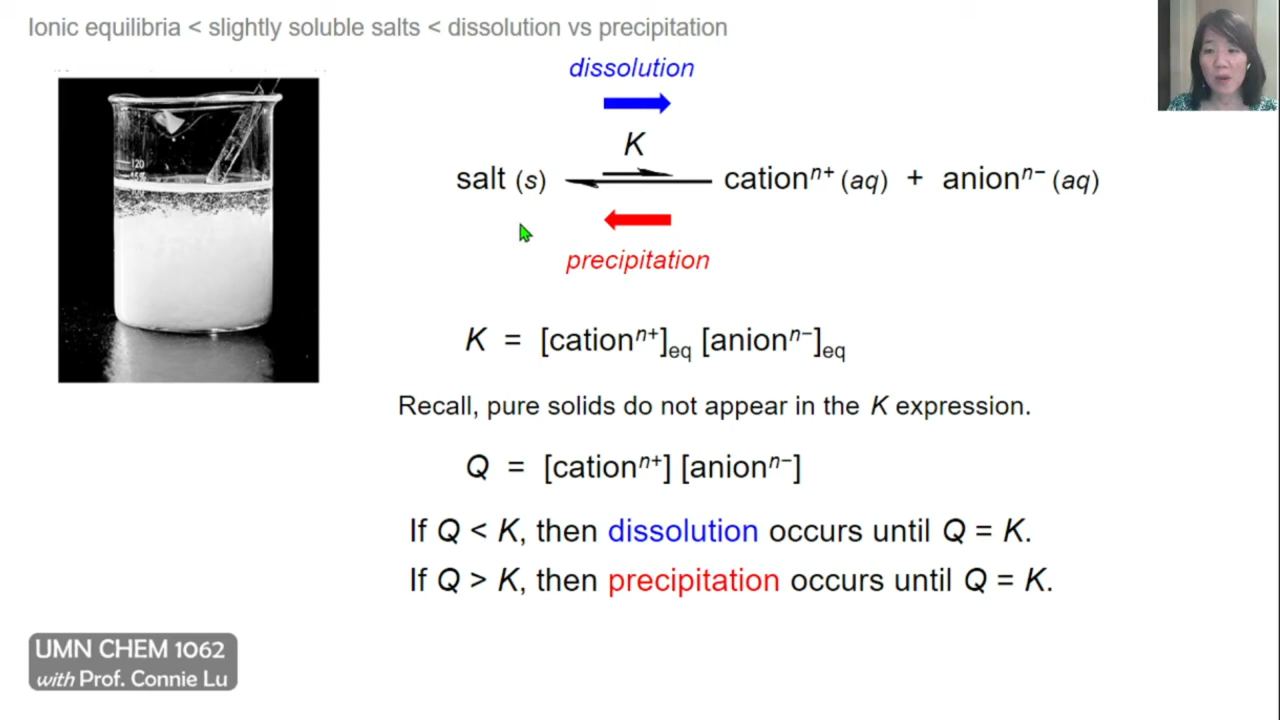 Ionic equilibria < slightly soluble salts < dissolution vs precipitation
dissolution
K
salt (s) ⇌ cationⁿ⁺ (aq) + anionⁿ⁻ (aq)
precipitation
K = [cationⁿ⁺]eq [anionⁿ⁻]eq
Recall, pure solids do not appear in the K expression.
Q = [cationⁿ⁺] [anionⁿ⁻]
If Q < K, then dissolution occurs until Q = K.
If Q > K, then precipitation occurs until Q = K.
120
UMN CHEM 1062
with Prof. Connie Lu